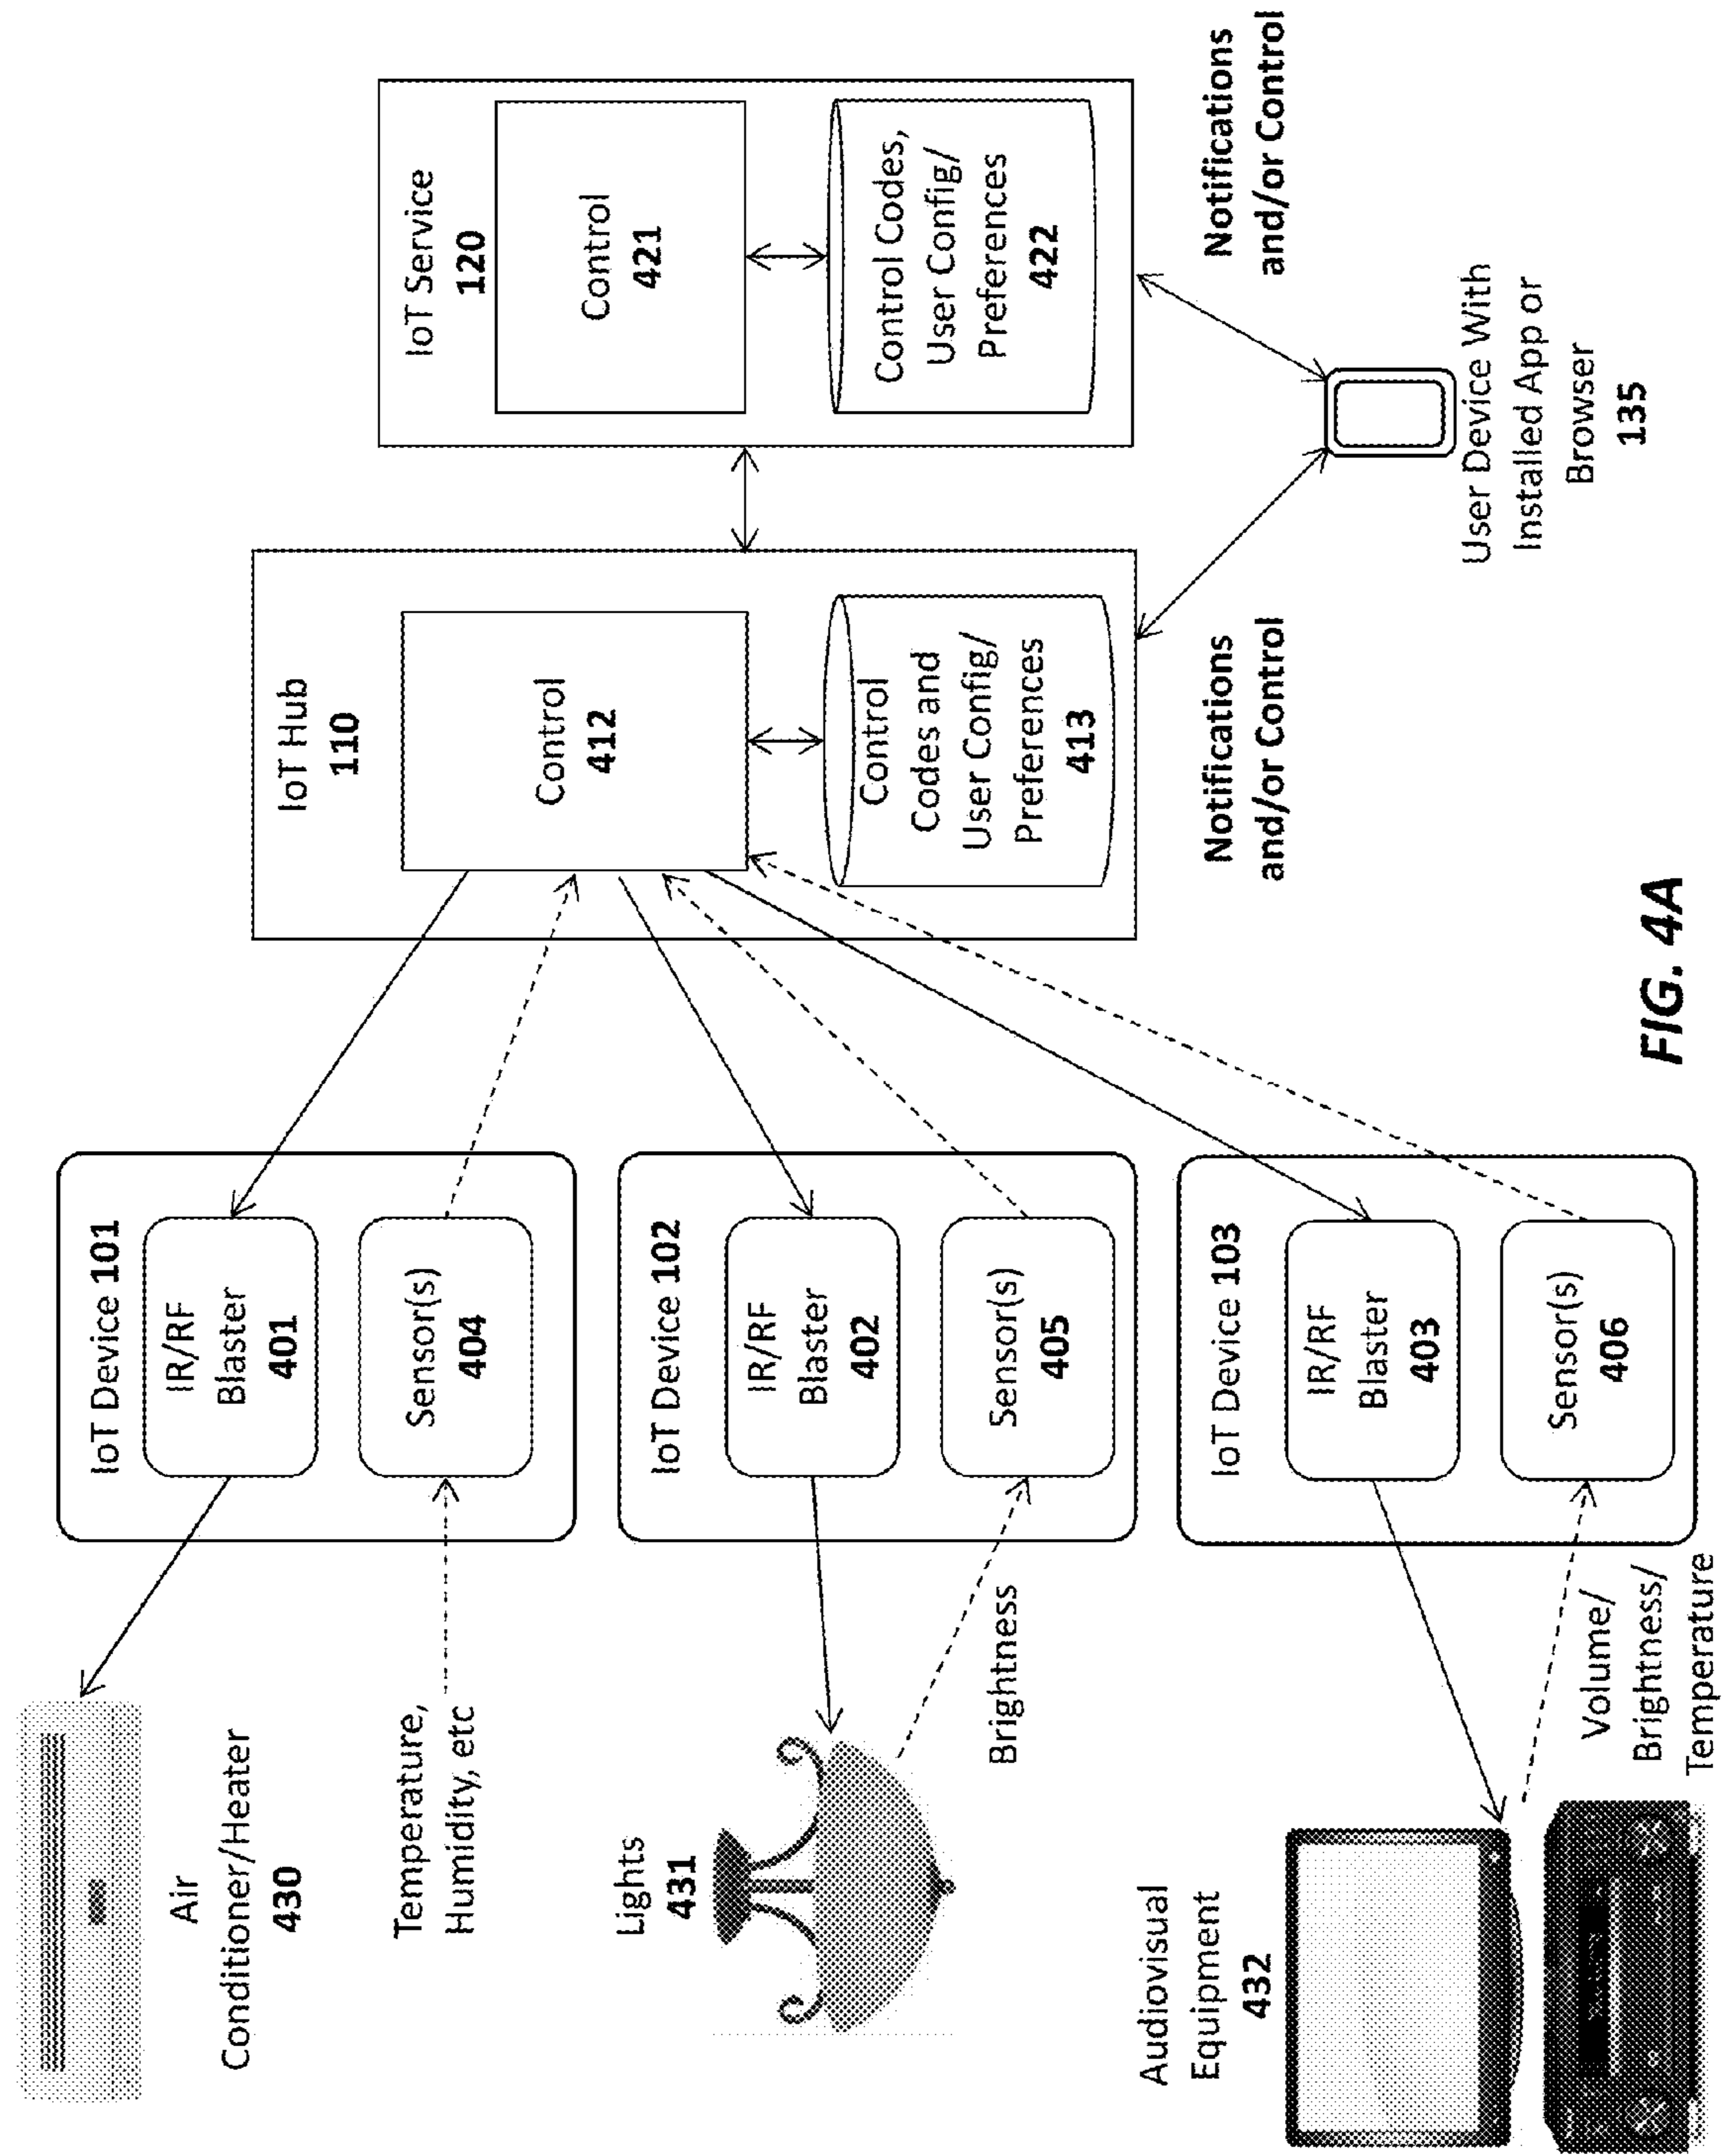 Air
Conditioner/Heater
430
Temperature,
Humidity, etc
Lights
431
Brightness
Audiovisual
Equipment
432
Volume/
Brightness/
Temperature
IoT Device 101
IR/RF
Blaster
401
Sensor(s)
404
IoT Device 102
IR/RF
Blaster
402
Sensor(s)
405
IoT Device 103
IR/RF
Blaster
403
Sensor(s)
406
IoT Hub
110
Control
412
Control
Codes and
User Config/
Preferences
413
Notifications
and/or Control
IoT Service
120
Control
421
Control Codes,
User Config/
Preferences
422
Notifications
and/or Control
User Device With
Installed App or
Browser
135
FIG. 4A